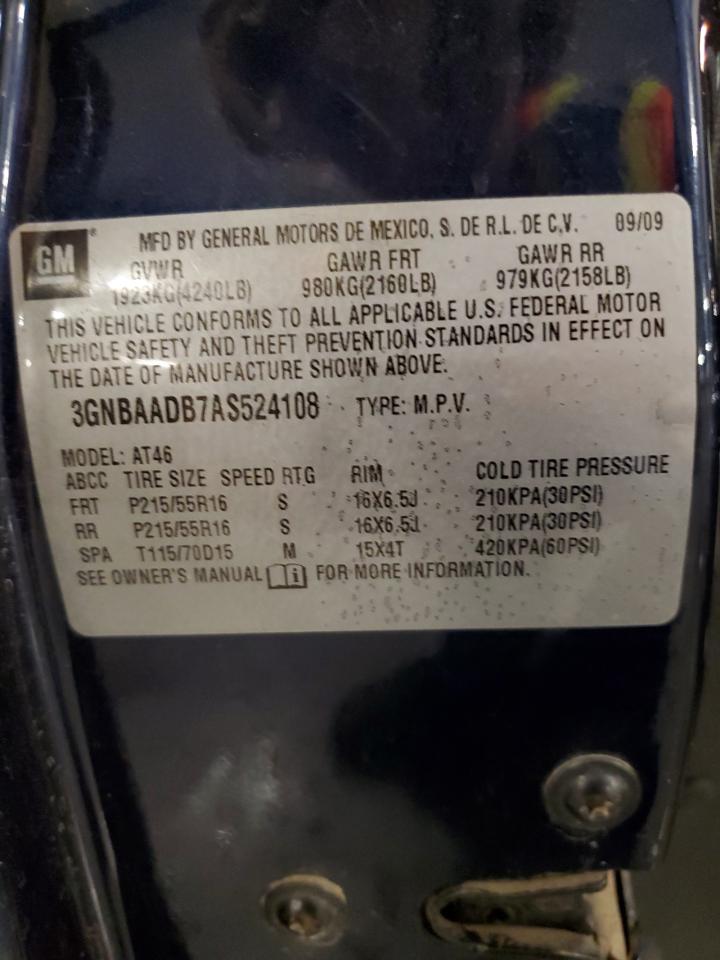 GM® MFD BY GENERAL MOTORS DE MEXICO, S. DE R.L. DE C.V. 09/09
GVWR GAWR FRT GAWR RR
1923KG(4240LB) 980KG(2160LB) 979KG(2158LB)
THIS VEHICLE CONFORMS TO ALL APPLICABLE U.S. FEDERAL MOTOR
VEHICLE SAFETY AND THEFT PREVENTION STANDARDS IN EFFECT ON
THE DATE OF MANUFACTURE SHOWN ABOVE.
3GNBAADB7AS524108 TYPE: M.P.V.
MODEL: AT46
ABCC TIRE SIZE SPEED RTG RIM COLD TIRE PRESSURE
FRT P215/55R16 S 16X6.5J 210KPA(30PSI)
RR P215/55R16 S 16X6.5J 210KPA(30PSI)
SPA T115/70D15 M 15X4T 420KPA(60PSI)
SEE OWNER'S MANUAL i FOR MORE INFORMATION.